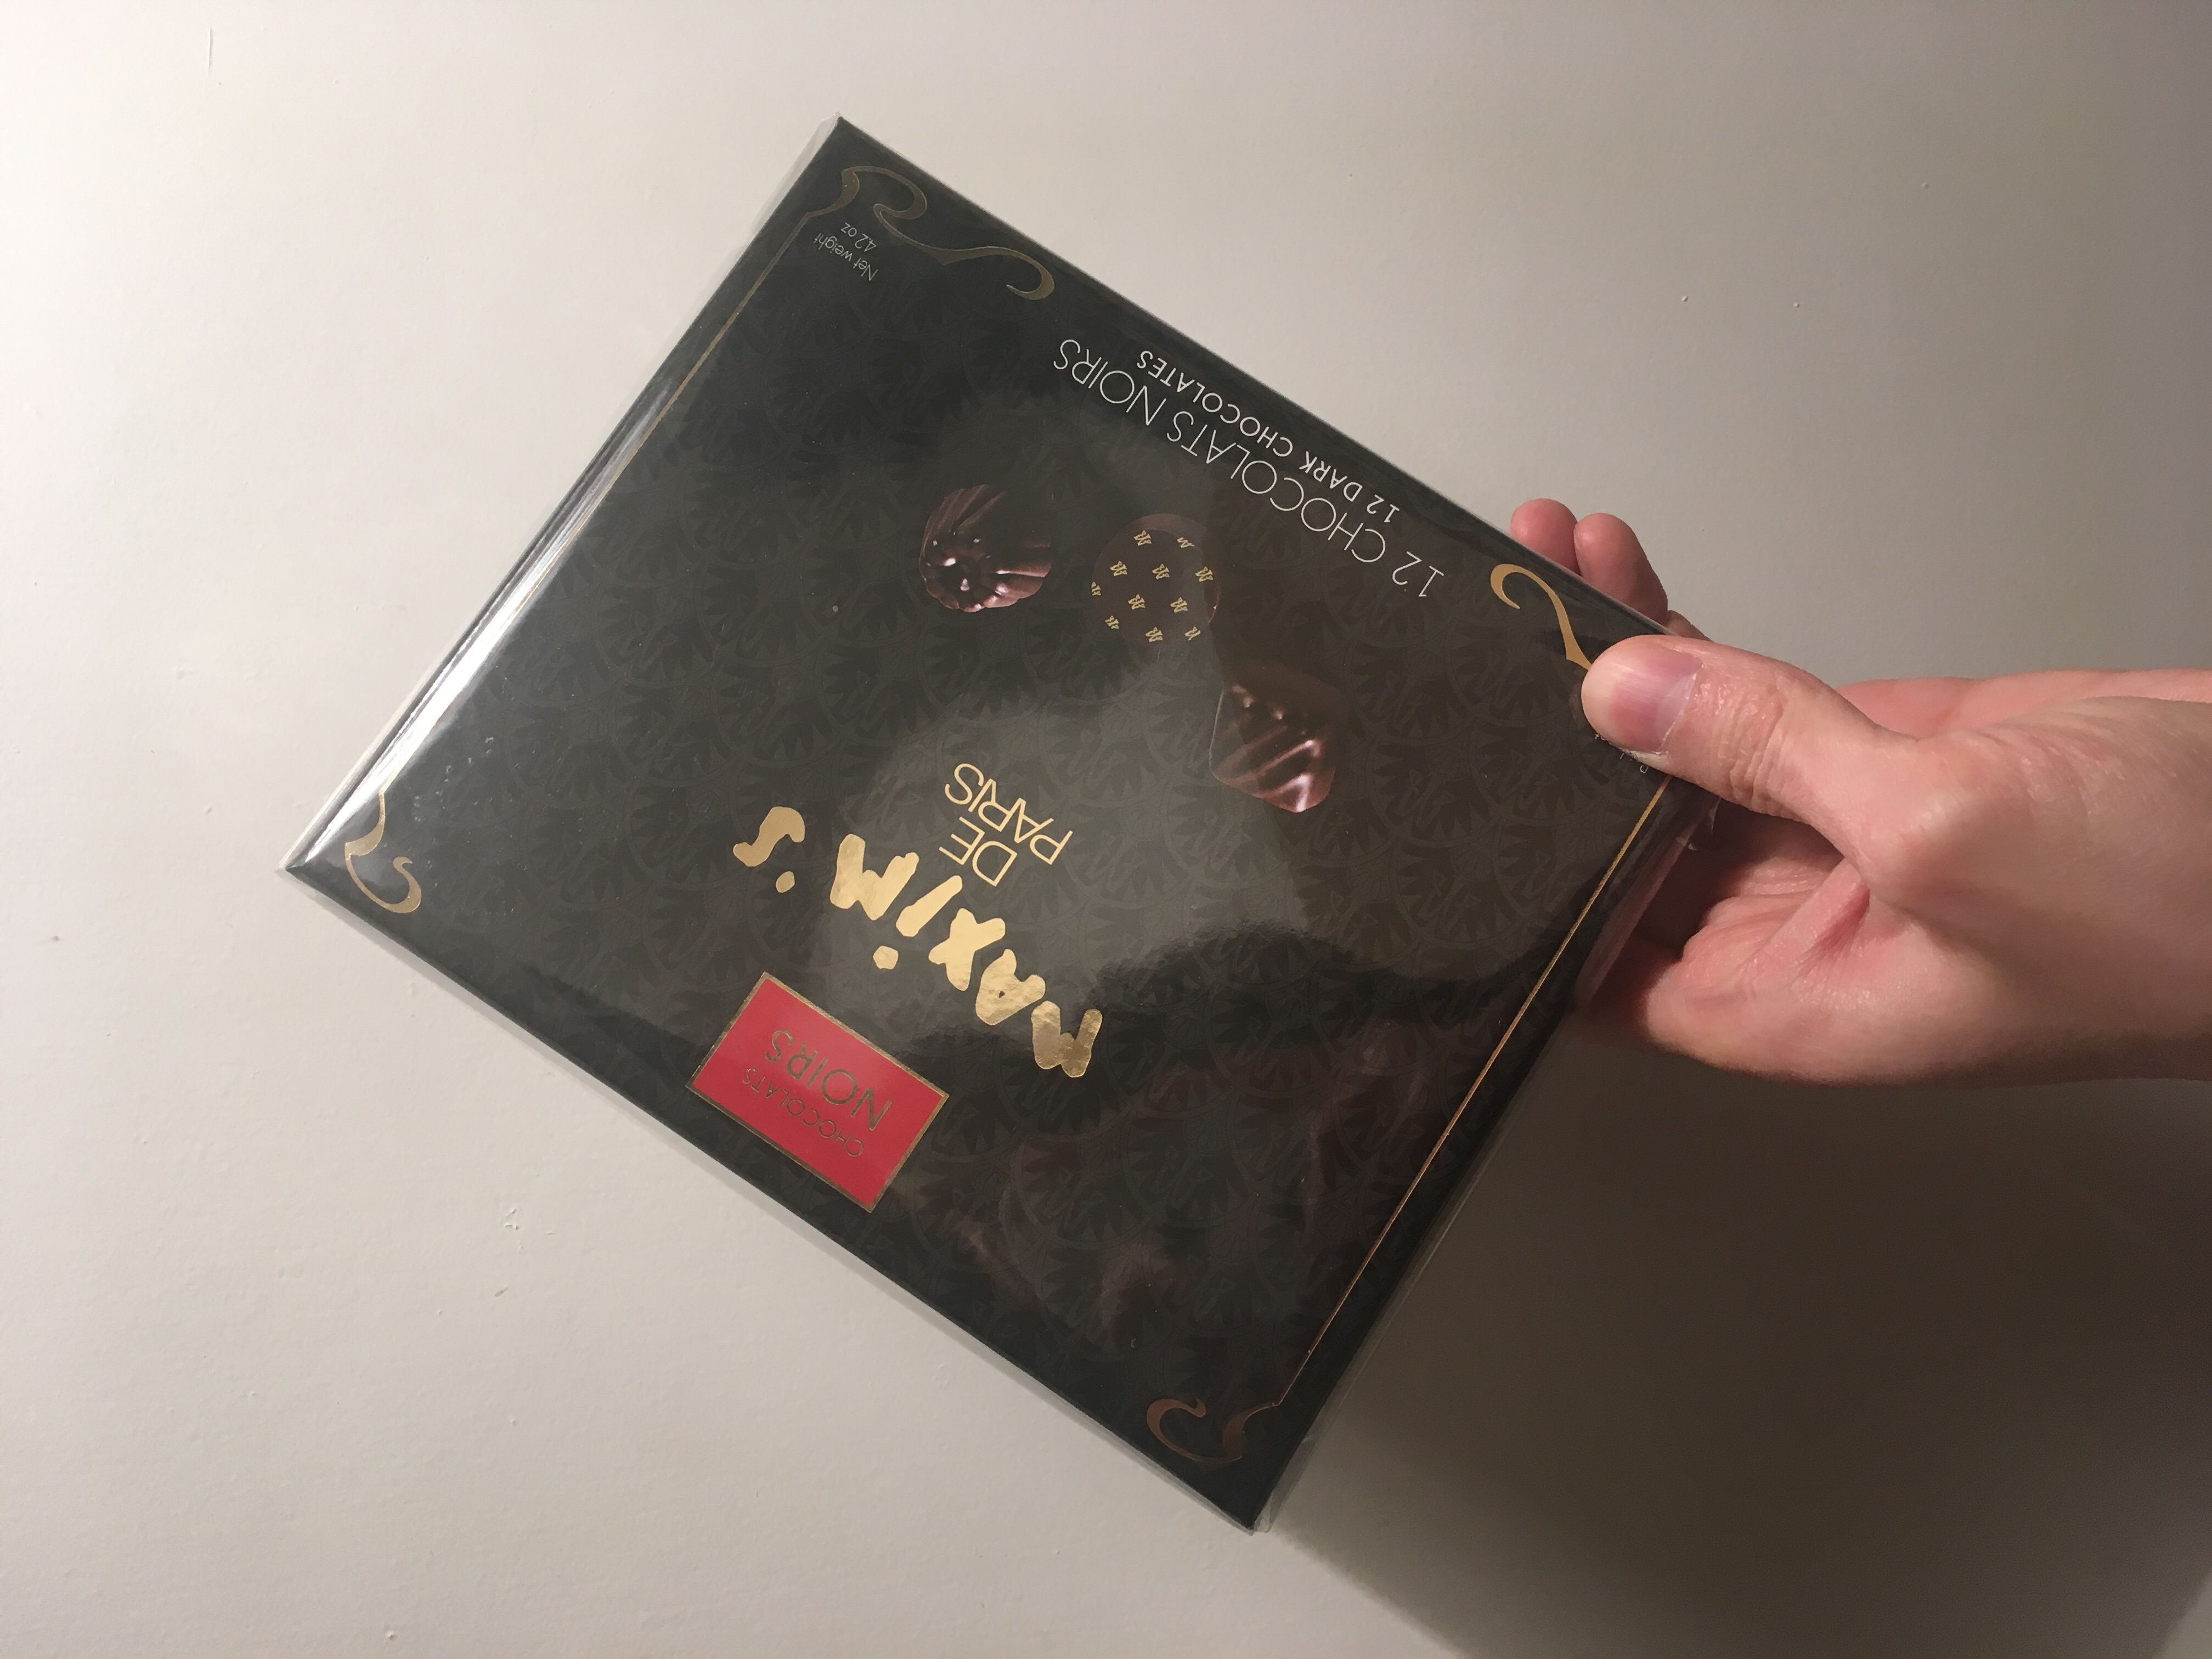 CHOCOLATS
NOIRS
MAXIM'S
DE
PARIS
12 CHOCOLATS NOIRS
12 DARK CHOCOLATES
Net weight
4.2 oz